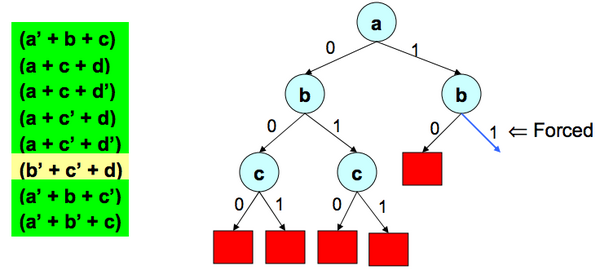 (a’ + b + c)
(a + c + d)
(a + c + d’)
(a + c’ + d)
(a + c’ + d’)
(b’ + c’ + d)
(a’ + b + c’)
(a’ + b’ + c)
a
0 1
b b
0 1 0 1 ⇐ Forced
c c
0 1 0 1